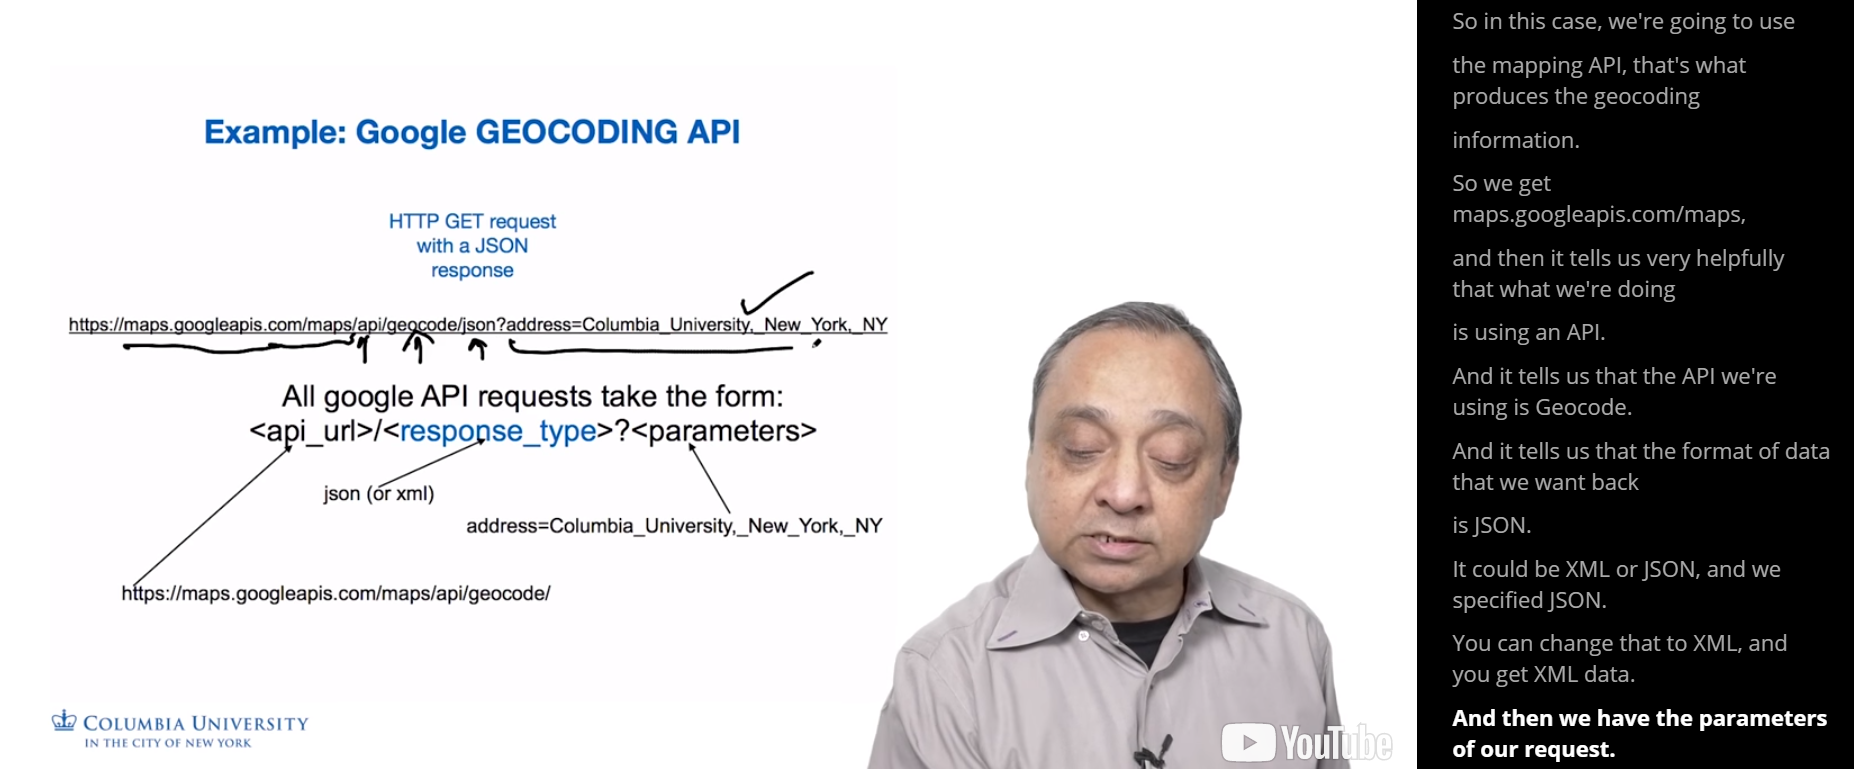 Example: Google GEOCODING API
HTTP GET request
with a JSON
response
https://maps.googleapis.com/maps/api/geocode/json?address=Columbia_University,_New_York,_NY
All google API requests take the form:
<api_url>/<response_type>?<parameters>
json (or xml)
address=Columbia_University,_New_York,_NY
https://maps.googleapis.com/maps/api/geocode/
COLUMBIA UNIVERSITY
IN THE CITY OF NEW YORK
YouTube
So in this case, we're going to use
the mapping API, that's what
produces the geocoding
information.
So we get
maps.googleapis.com/maps,
and then it tells us very helpfully
that what we're doing
is using an API.
And it tells us that the API we're
using is Geocode.
And it tells us that the format of data
that we want back
is JSON.
It could be XML or JSON, and we
specified JSON.
You can change that to XML, and
you get XML data.
And then we have the parameters
of our request.